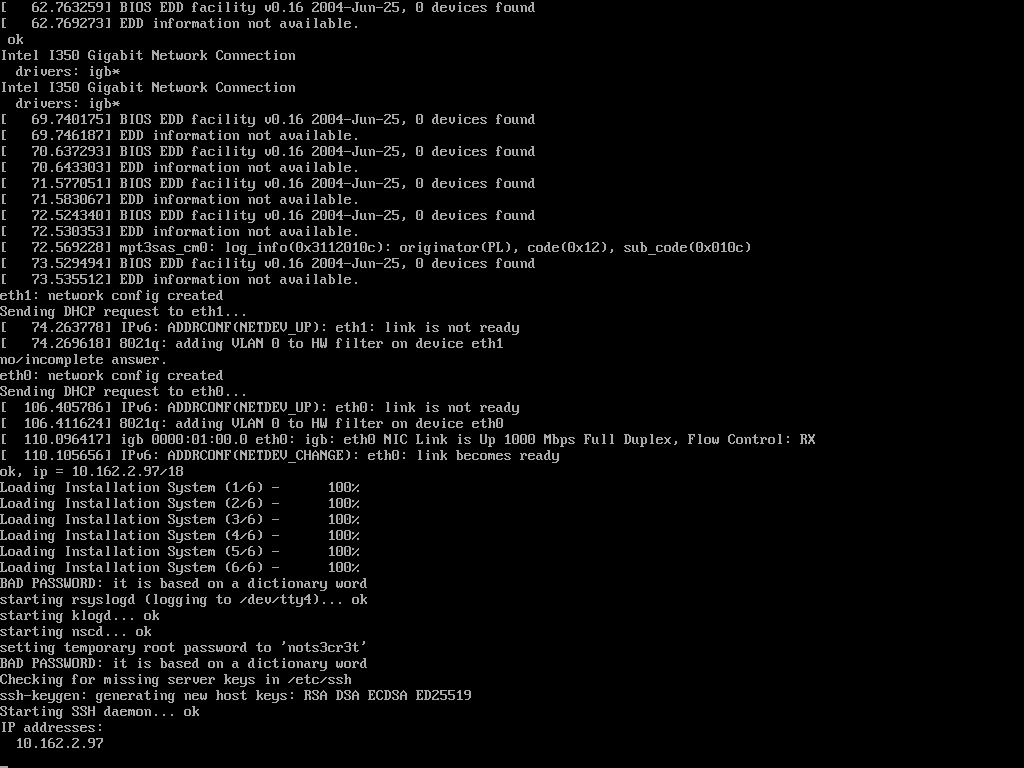 [   62.763259] BIOS EDD facility v0.16 2004-Jun-25, 0 devices found
[   62.769273] EDD information not available.
 ok
Intel I350 Gigabit Network Connection
  drivers: igb*
Intel I350 Gigabit Network Connection
  drivers: igb*
[   69.740175] BIOS EDD facility v0.16 2004-Jun-25, 0 devices found
[   69.746187] EDD information not available.
[   70.637293] BIOS EDD facility v0.16 2004-Jun-25, 0 devices found
[   70.643303] EDD information not available.
[   71.577051] BIOS EDD facility v0.16 2004-Jun-25, 0 devices found
[   71.583067] EDD information not available.
[   72.524340] BIOS EDD facility v0.16 2004-Jun-25, 0 devices found
[   72.530353] EDD information not available.
[   72.569228] mpt3sas_cm0: log_info(0x3112010c): originator(PL), code(0x12), sub_code(0x010c)
[   73.529494] BIOS EDD facility v0.16 2004-Jun-25, 0 devices found
[   73.535512] EDD information not available.
eth1: network config created
Sending DHCP request to eth1...
[   74.263778] IPv6: ADDRCONF(NETDEV_UP): eth1: link is not ready
[   74.269618] 8021q: adding VLAN 0 to HW filter on device eth1
no/incomplete answer.
eth0: network config created
Sending DHCP request to eth0...
[  106.405786] IPv6: ADDRCONF(NETDEV_UP): eth0: link is not ready
[  106.411624] 8021q: adding VLAN 0 to HW filter on device eth0
[  110.096417] igb 0000:01:00.0 eth0: igb: eth0 NIC Link is Up 1000 Mbps Full Duplex, Flow Control: RX
[  110.105656] IPv6: ADDRCONF(NETDEV_CHANGE): eth0: link becomes ready
ok, ip = 10.162.2.97/18
Loading Installation System (1/6) -      100%
Loading Installation System (2/6) -      100%
Loading Installation System (3/6) -      100%
Loading Installation System (4/6) -      100%
Loading Installation System (5/6) -      100%
Loading Installation System (6/6) -      100%
BAD PASSWORD: it is based on a dictionary word
starting rsyslogd (logging to /dev/tty4)... ok
starting klogd... ok
starting nscd... ok
setting temporary root password to 'nots3cr3t'
BAD PASSWORD: it is based on a dictionary word
Checking for missing server keys in /etc/ssh
ssh-keygen: generating new host keys: RSA DSA ECDSA ED25519
Starting SSH daemon... ok
IP addresses:
  10.162.2.97